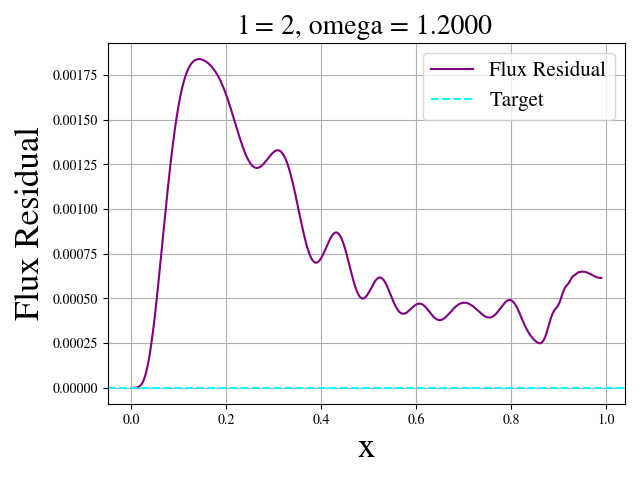 l = 2, omega = 1.2000
Flux Residual
Target
Flux Residual
0.00175
0.00150
0.00125
0.00100
0.00075
0.00050
0.00025
0.00000
0.0 0.2 0.4 0.6 0.8 1.0
x